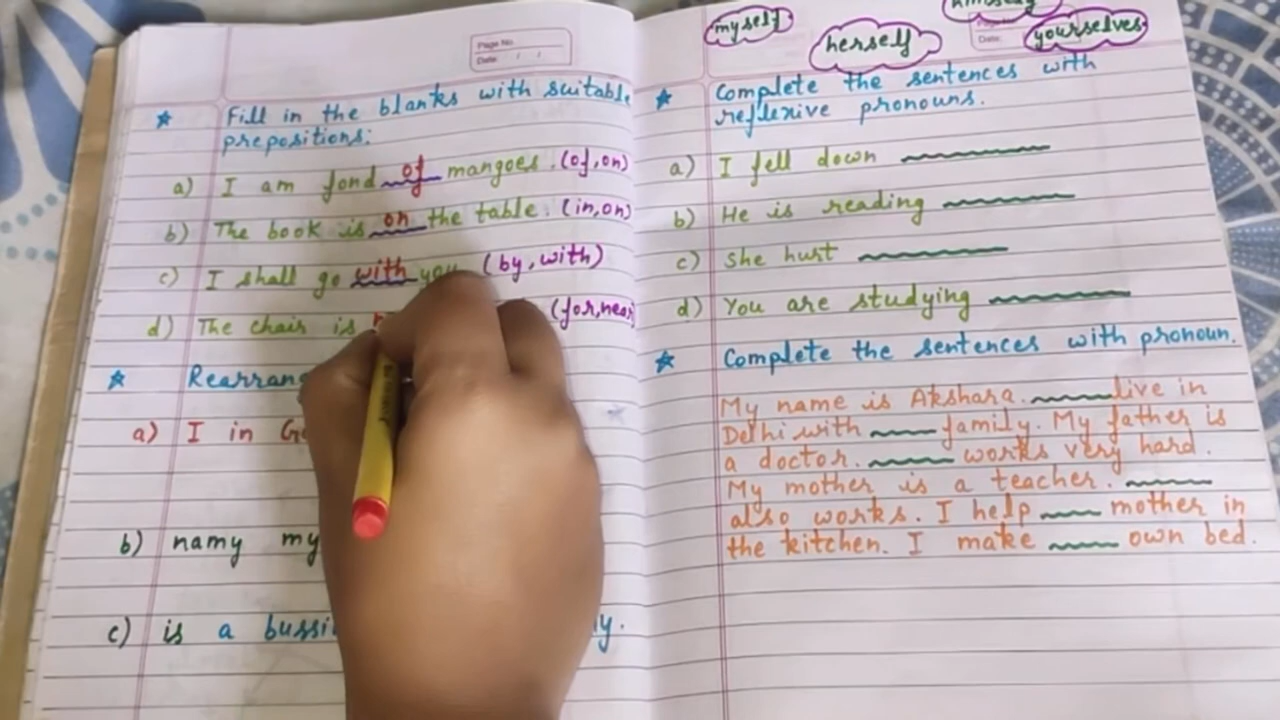 Page No.
Date: / /
★ Fill in the blanks with suitable
prepositions:
a) I am fond of mangoes. (of, on)
b) The book is on the table. (in, on)
c) I shall go with you (by, with)
d) The chair is (for, near)
★
a) I in
b) namy my
c) is a
myself
herself
yourselves
Date:
★ Complete the sentences with
reflexive pronouns.
a) I fell down
b) He is reading
c) She hurt
d) You are studying
★ Complete the sentences with pronoun.
My name is Akshara. live in
Delhi with family. My father is
a doctor. works very hard.
My mother is a teacher.
also works. I help mother in
the kitchen. I make own bed.